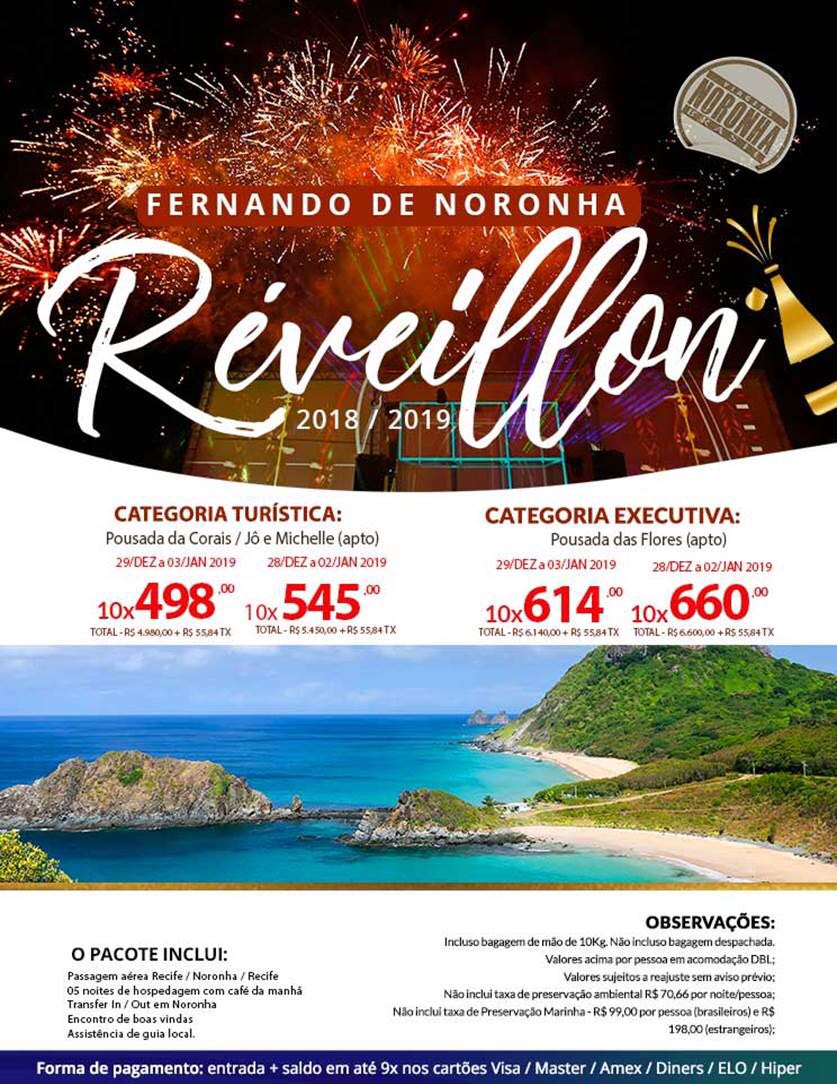 VIAGENS
NORONHA
BRASIL
FERNANDO DE NORONHA
Réveillon
2018 / 2019
CATEGORIA TURÍSTICA:
Pousada da Corais / Jô e Michelle (apto)
29/DEZ a 03/JAN 2019
10x498,00
TOTAL - R$ 4.980,00 + R$ 55,84 TX
28/DEZ a 02/JAN 2019
10x545,00
TOTAL - R$ 5.450,00 + R$ 55,84 TX
CATEGORIA EXECUTIVA:
Pousada das Flores (apto)
29/DEZ a 03/JAN 2019
10x614,00
TOTAL - R$ 6.140,00 + R$ 55,84 TX
28/DEZ a 02/JAN 2019
10x660,00
TOTAL - R$ 6.600,00 + R$ 55,84 TX
O PACOTE INCLUI:
Passagem aérea Recife / Noronha / Recife
05 noites de hospedagem com café da manhã
Transfer In / Out em Noronha
Encontro de boas vindas
Assistência de guia local.
OBSERVAÇÕES:
Incluso bagagem de mão de 10Kg. Não incluso bagagem despachada.
Valores acima por pessoa em acomodação DBL;
Valores sujeitos a reajuste sem aviso prévio;
Não inclui taxa de preservação ambiental R$ 70,66 por noite/pessoa;
Não inclui taxa de Preservação Marinha - R$ 99,00 por pessoa (brasileiros) e R$
198,00 (estrangeiros);
Forma de pagamento: entrada + saldo em até 9x nos cartões Visa / Master / Amex / Diners / ELO / Hiper